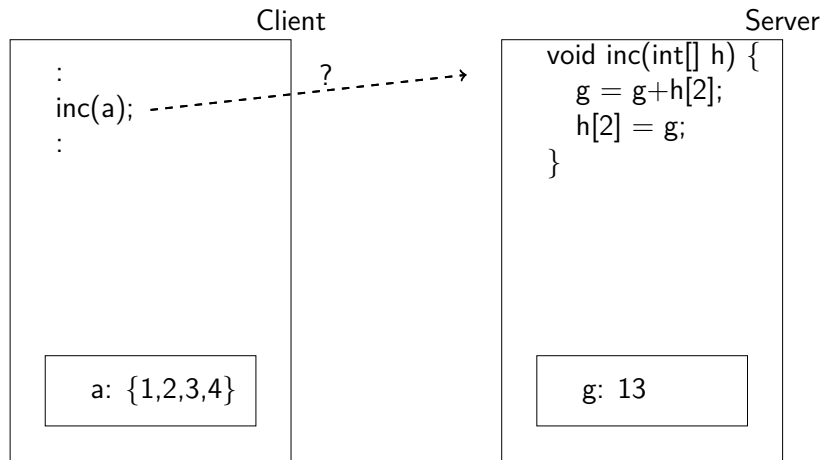 Client
:
inc(a);
:
a: {1,2,3,4}
?
Server
void inc(int[] h) {
g = g+h[2];
h[2] = g;
}
g: 13